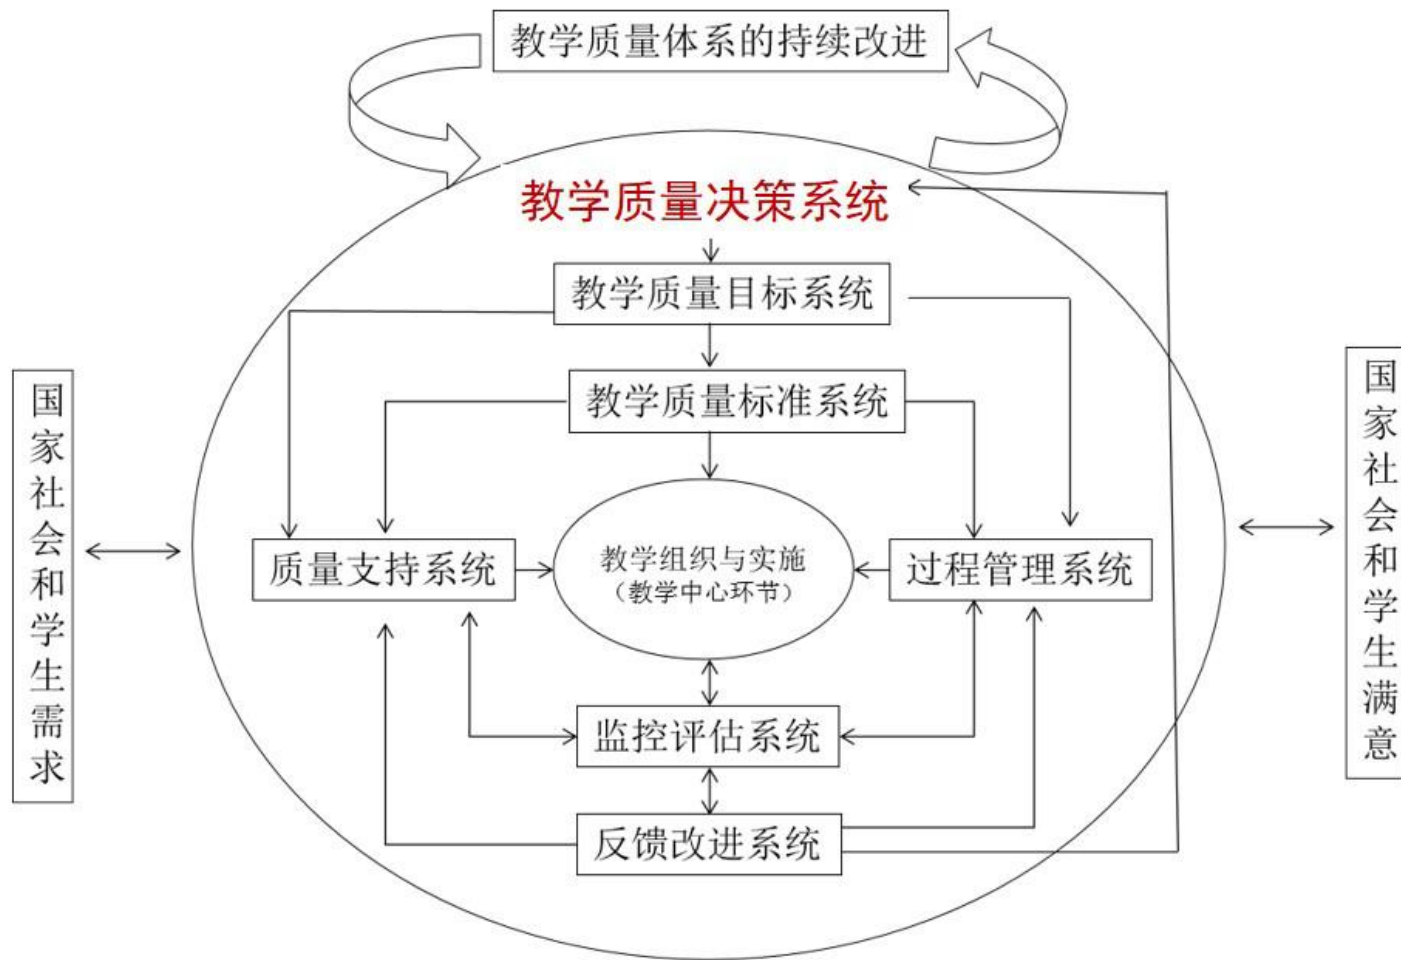 教学质量体系的持续改进
教学质量决策系统
教学质量目标系统
教学质量标准系统
国家社会和学生需求
质量支持系统
教学组织与实施
（教学中心环节）
过程管理系统
国家社会和学生满意
监控评估系统
反馈改进系统